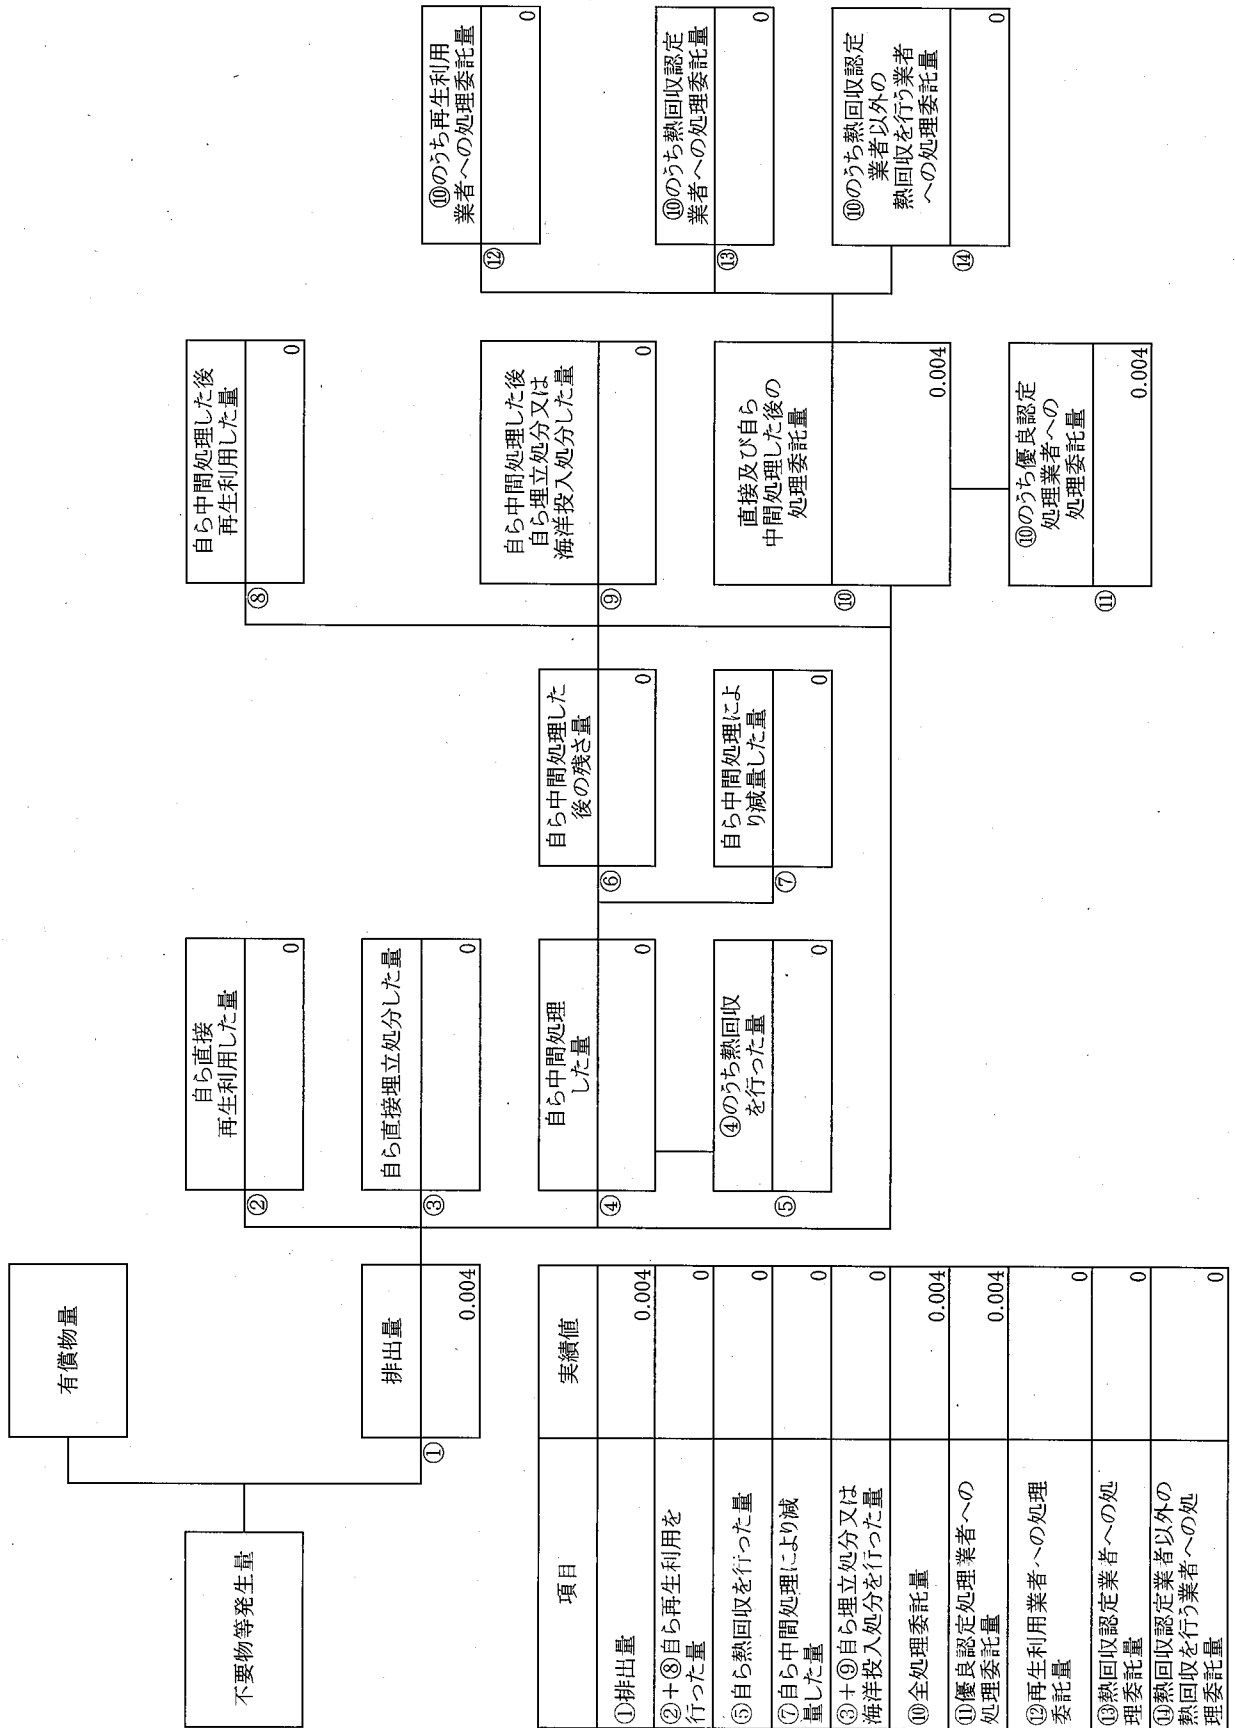 有償物量
不要物等発生量
①
排出量
0.004
②
自ら直接
再生利用した量
0
③
自ら直接埋立処分した量
0
④
自ら中間処理
した量
0
⑤
④のうち熱回収
を行った量
0
⑥
自ら中間処理した
後の残さ量
0
⑦
自ら中間処理によ
り減量した量
0
⑧
自ら中間処理した後
再生利用した量
0
⑨
自ら中間処理した後
自ら埋立処分又は
海洋投入処分した量
0
⑩
直接及び自ら
中間処理した後の
処理委託量
0.004
⑪
⑩のうち優良認定
処理業者への
処理委託量
0.004
⑫
⑩のうち再生利用
業者への処理委託量
0
⑬
⑩のうち熱回収認定
業者への処理委託量
0
⑭
⑩のうち熱回収認定
業者以外の
熱回収を行う業者
への処理委託量
0
項目
実績値
①排出量
0.004
②+⑧自ら再生利用を
行った量
0
⑤自ら熱回収を行った量
0
⑦自ら中間処理により減
量した量
0
③+⑨自ら埋立処分又は
海洋投入処分を行った量
0
⑩全処理委託量
0.004
⑪優良認定処理業者への
処理委託量
0.004
⑫再生利用業者への処理
委託量
0
⑬熱回収認定業者への処
理委託量
0
⑭熱回収認定業者以外の
熱回収を行う業者への処
理委託量
0